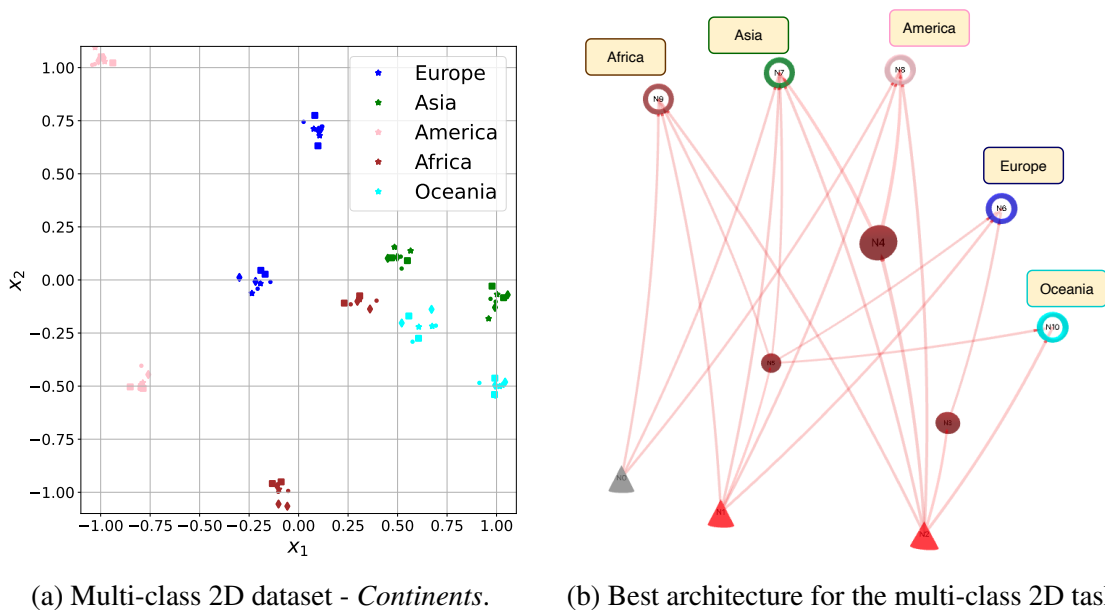 1.00
0.75
0.50
0.25
0.00
−0.25
−0.50
−0.75
−1.00
x₂
Europe
Asia
America
Africa
Oceania
−1.00 −0.75 −0.50 −0.25 0.00 0.25 0.50 0.75 1.00
x₁
Africa
Asia
America
Europe
Oceania
N9
N7
N8
N6
N4
N10
N0
N1
N2
(a) Multi-class 2D dataset - Continents.
(b) Best architecture for the multi-class 2D tas